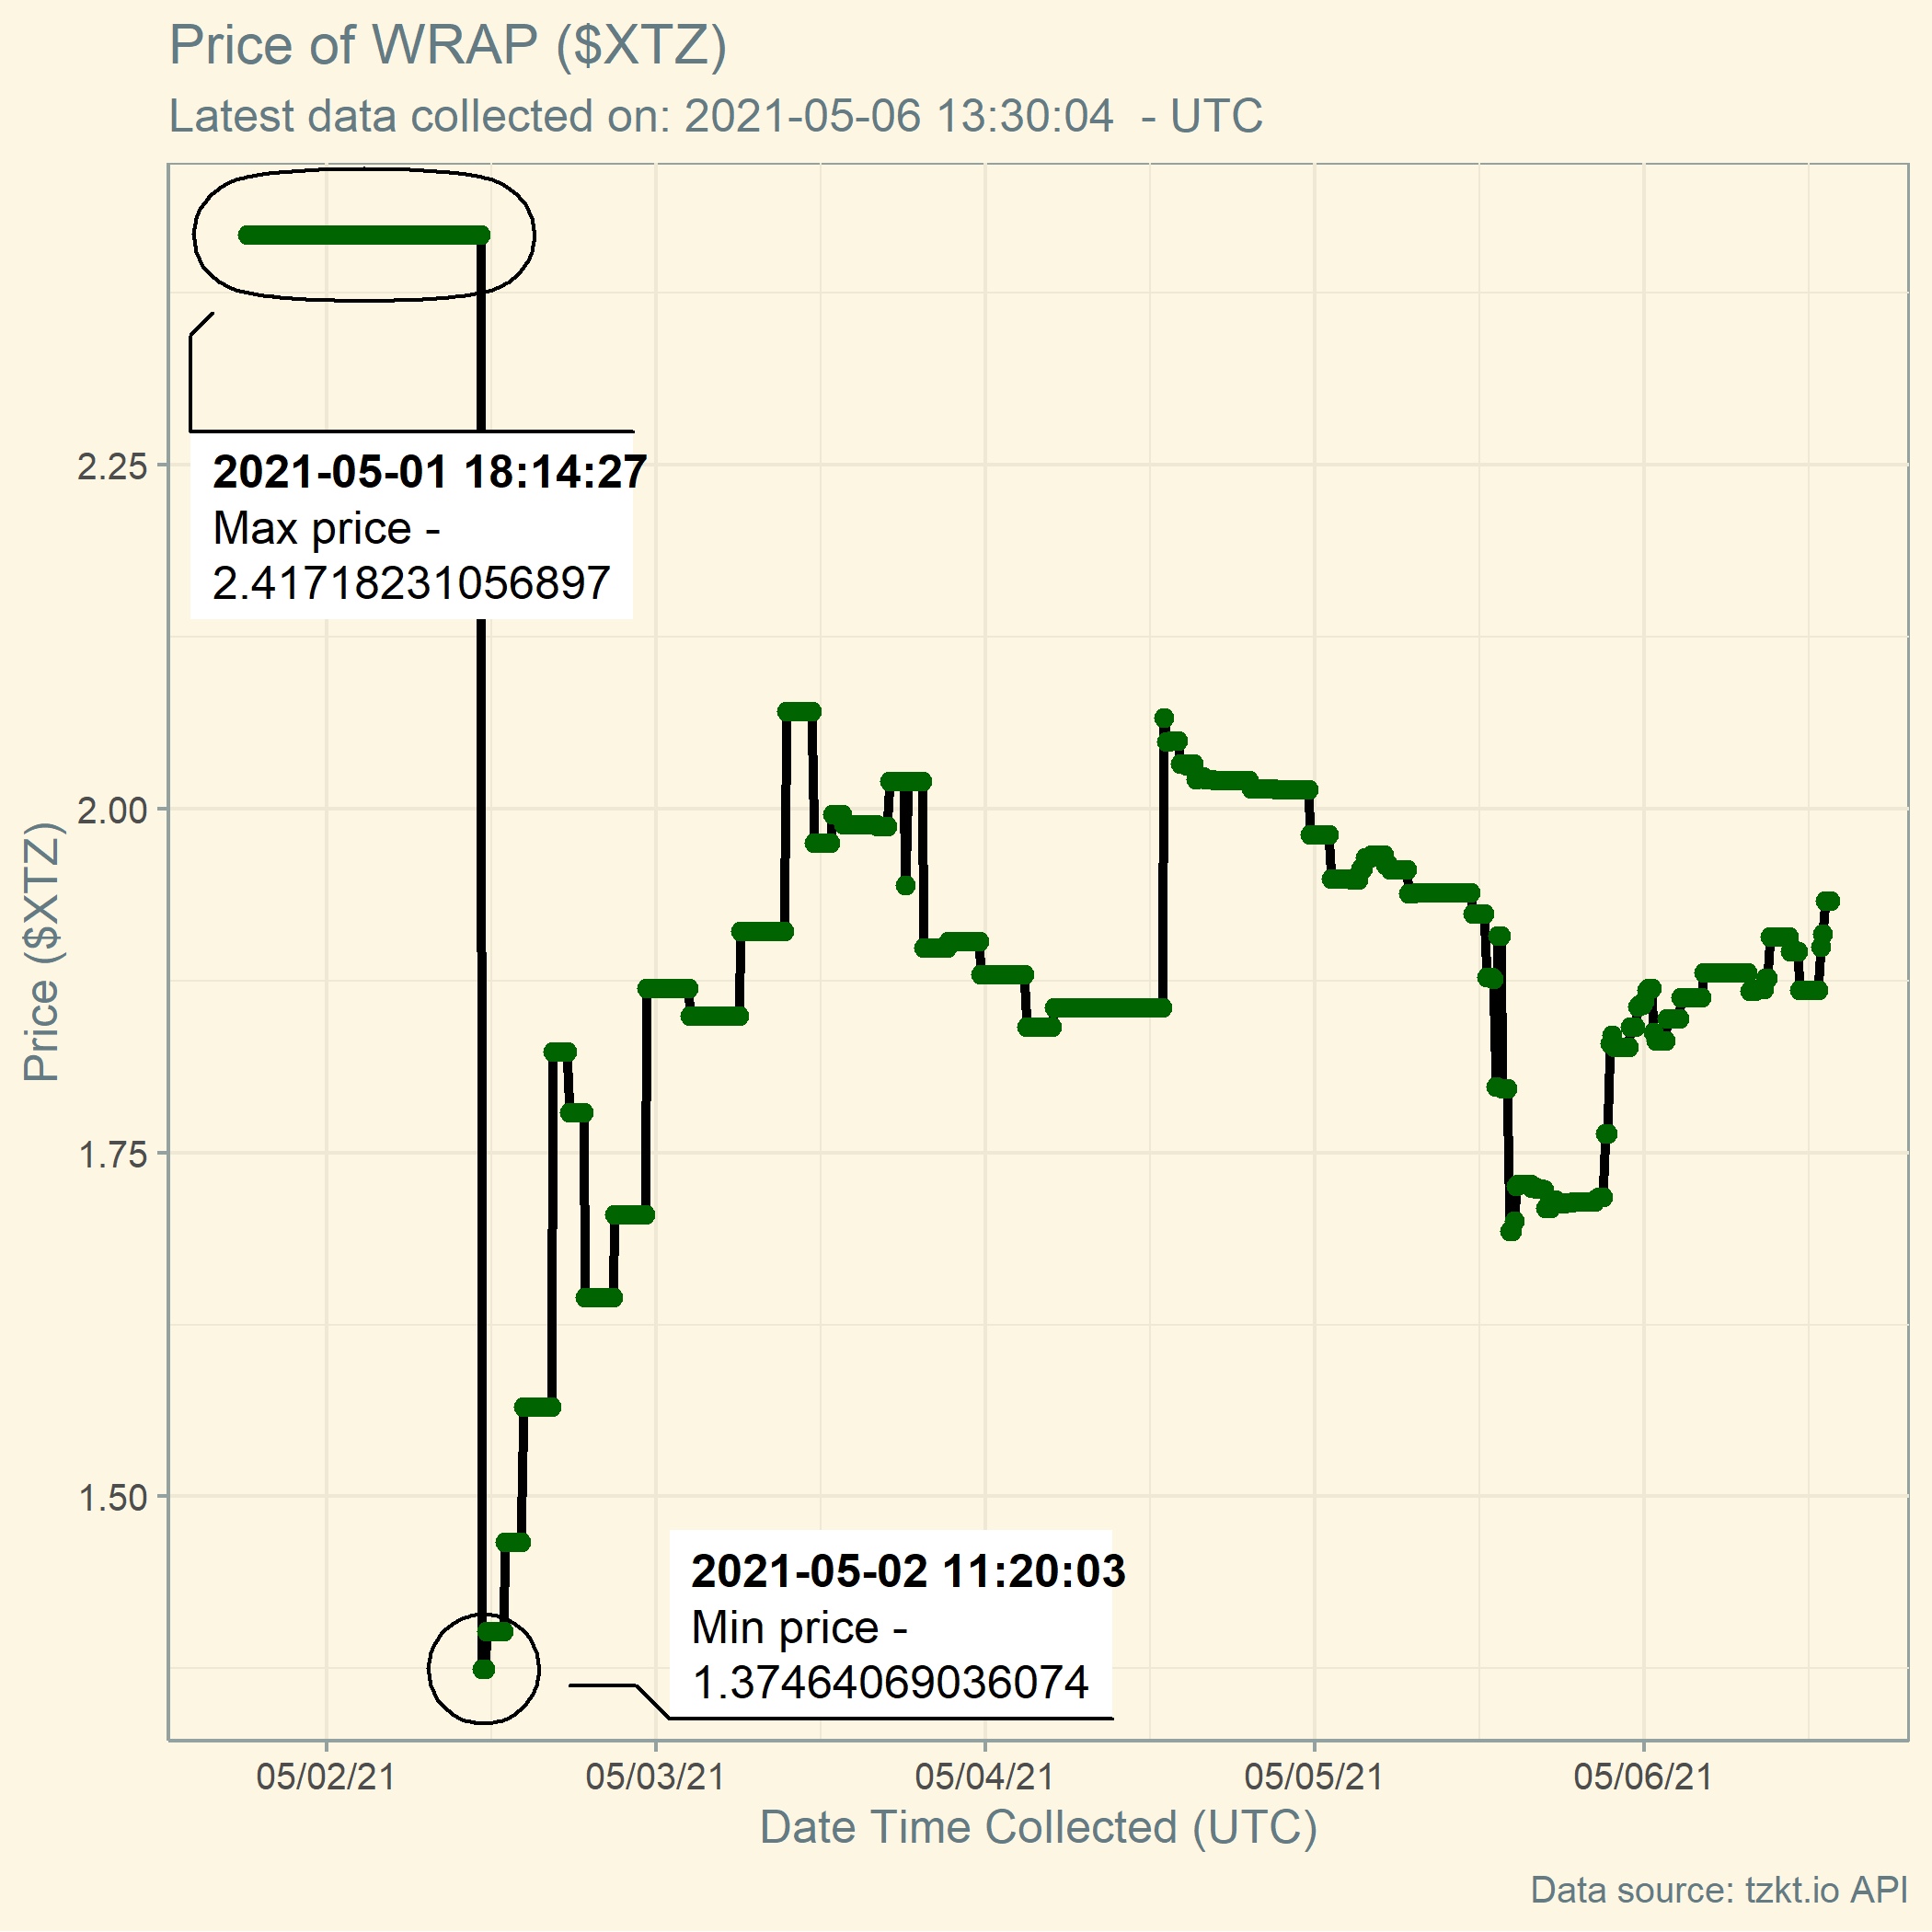 Price of WRAP ($XTZ)
Latest data collected on: 2021-05-06 13:30:04  - UTC
2021-05-01 18:14:27
Max price -
2.417718231056897
2.25
2.00
1.75
1.50
Price ($XTZ)
2021-05-02 11:20:03
Min price -
1.37464069036074
05/02/21
05/03/21
05/04/21
05/05/21
05/06/21
Date Time Collected (UTC)
Data source: tzkt.io API